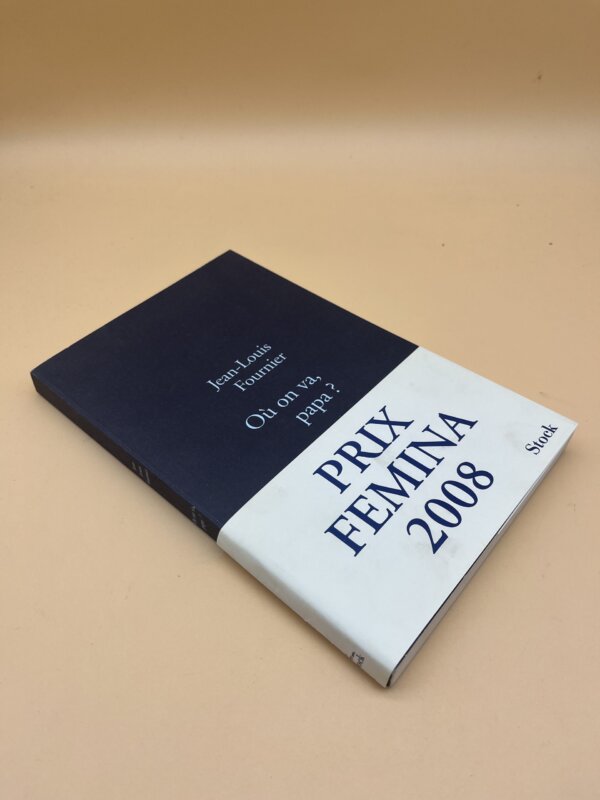 Jean-Louis
Fournier
Où on va,
papa ?
PRIX
FEMINA
2008
Stock